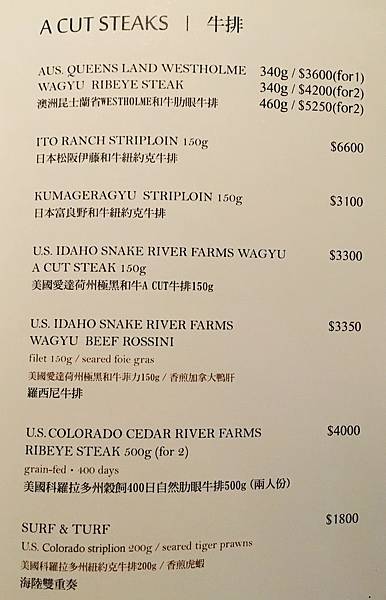 A CUT STEAKS | 牛排
AUS. QUEENS LAND WESTHOLME 340g / $3600(for1)
WAGYU RIBEYE STEAK 340g / $4200(for2)
澳洲昆士蘭省WESTHOLME和牛肋眼牛排 460g / $5250(for2)
ITO RANCH STRIPLOIN 150g $6600
日本松阪伊藤和牛紐約克牛排
KUMAGERAGYU STRIPLOIN 150g $3100
日本富良野和牛紐約克牛排
U.S. IDAHO SNAKE RIVER FARMS WAGYU $3300
A CUT STEAK 150g
美國愛達荷州極黑和牛A CUT牛排150g
U.S. IDAHO SNAKE RIVER FARMS $3350
WAGYU BEEF ROSSINI
filet 150g / seared foie gras
美國愛達荷州極黑和牛菲力150g / 香煎加拿大鴨肝
羅西尼牛排
U.S. COLORADO CEDAR RIVER FARMS $4000
RIBEYE STEAK 500g (for 2)
grain-fed · 400 days
美國科羅拉多州穀飼400日自然肋眼牛排500g (兩人份)
SURF & TURF $1800
U.S. Colorado striplion 200g / seared tiger prawns
美國科羅拉多州紐約克牛排200g / 香煎虎蝦
海陸雙重奏